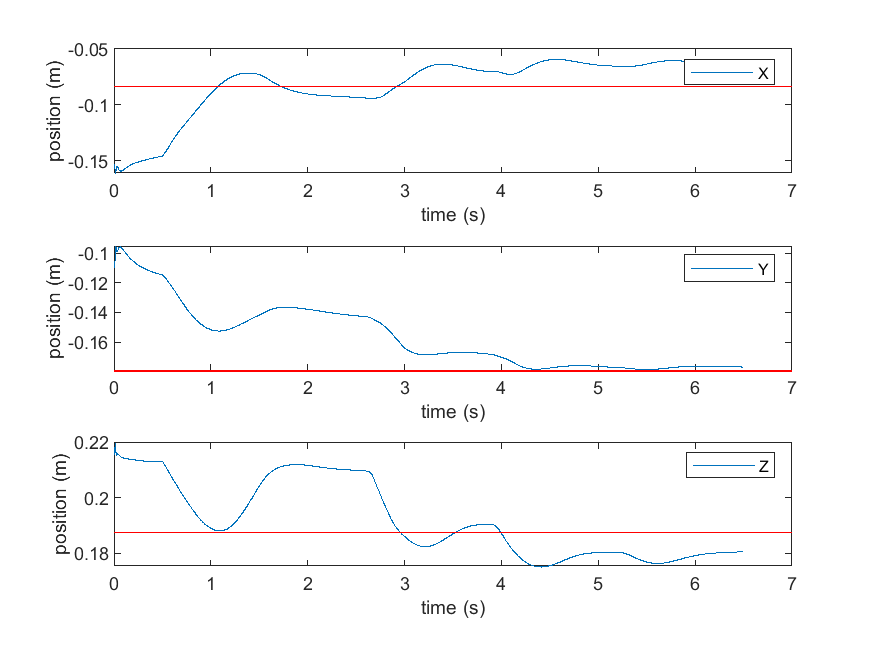 -0.05
-0.1
-0.15
position (m)
X
0 1 2 3 4 5 6 7
time (s)
-0.1
-0.12
-0.14
-0.16
position (m)
Y
0 1 2 3 4 5 6 7
time (s)
0.22
0.2
0.18
position (m)
Z
0 1 2 3 4 5 6 7
time (s)